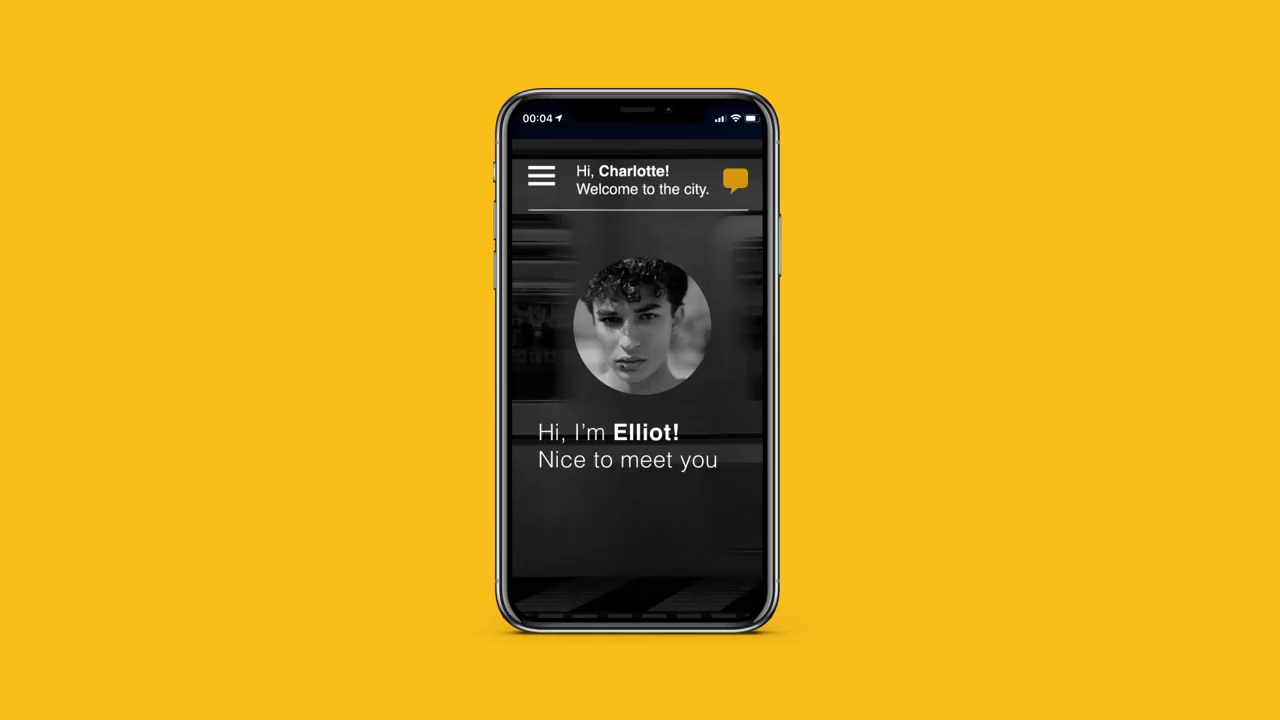 00:04
Hi, Charlotte!
Welcome to the city.
Hi, I'm Elliot!
Nice to meet you